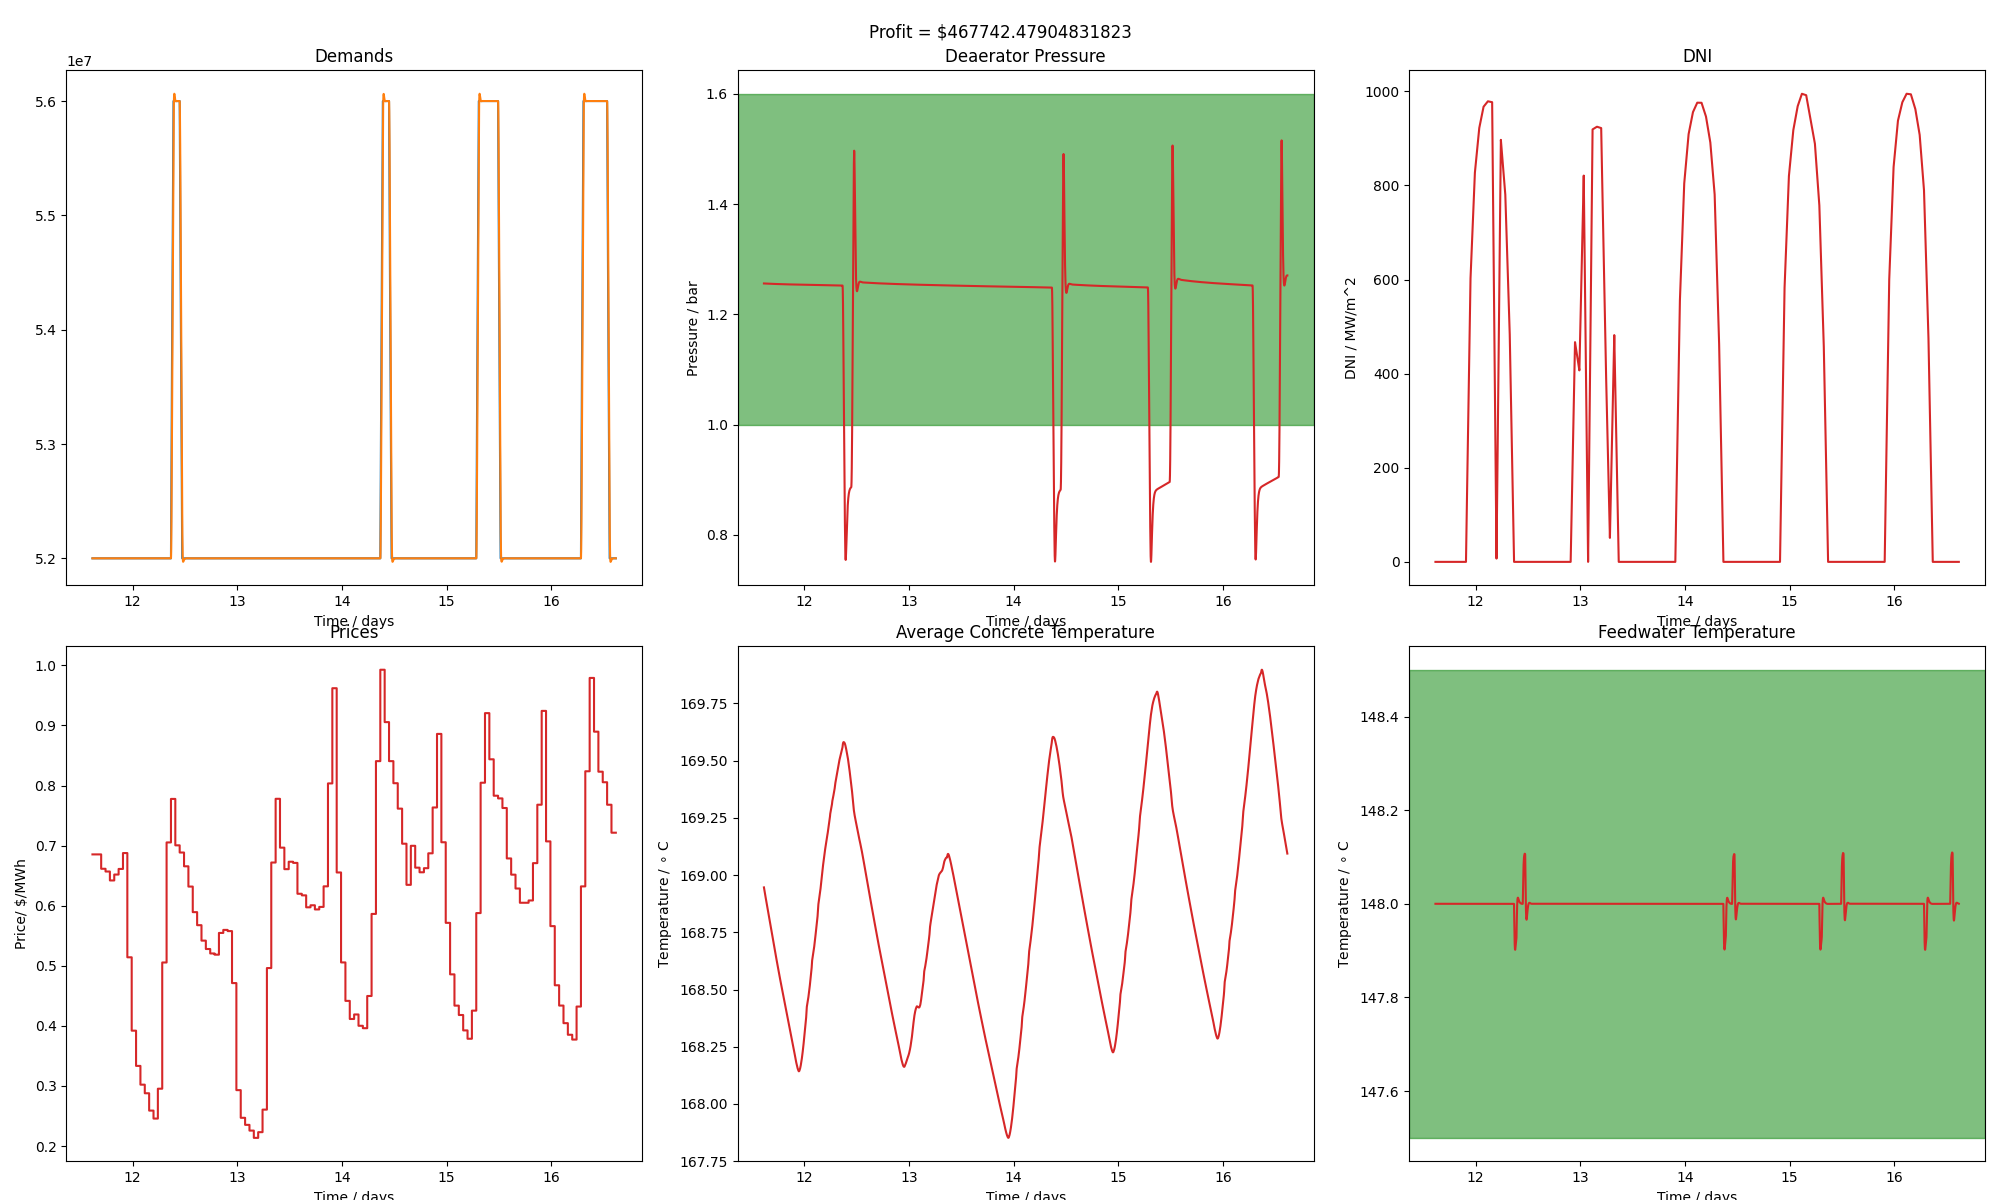 Profit = $467742.47904831823
Demands
1e7
5.6
5.5
5.4
5.3
5.2
12 13 14 15 16
Time / days
Deaerator Pressure
Pressure / bar
1.6
1.4
1.2
1.0
0.8
12 13 14 15 16
Time / days
DNI
DNI / MW/m^2
1000
800
600
400
200
0
12 13 14 15 16
Time / days
Prices
Price/ $/MWh
1.0
0.9
0.8
0.7
0.6
0.5
0.4
0.3
0.2
12 13 14 15 16
Time / days
Average Concrete Temperature
Temperature / ∘ C
169.75
169.50
169.25
169.00
168.75
168.50
168.25
168.00
167.75
12 13 14 15 16
Time / days
Feedwater Temperature
Temperature / ∘ C
148.4
148.2
148.0
147.8
147.6
12 13 14 15 16
Time / days